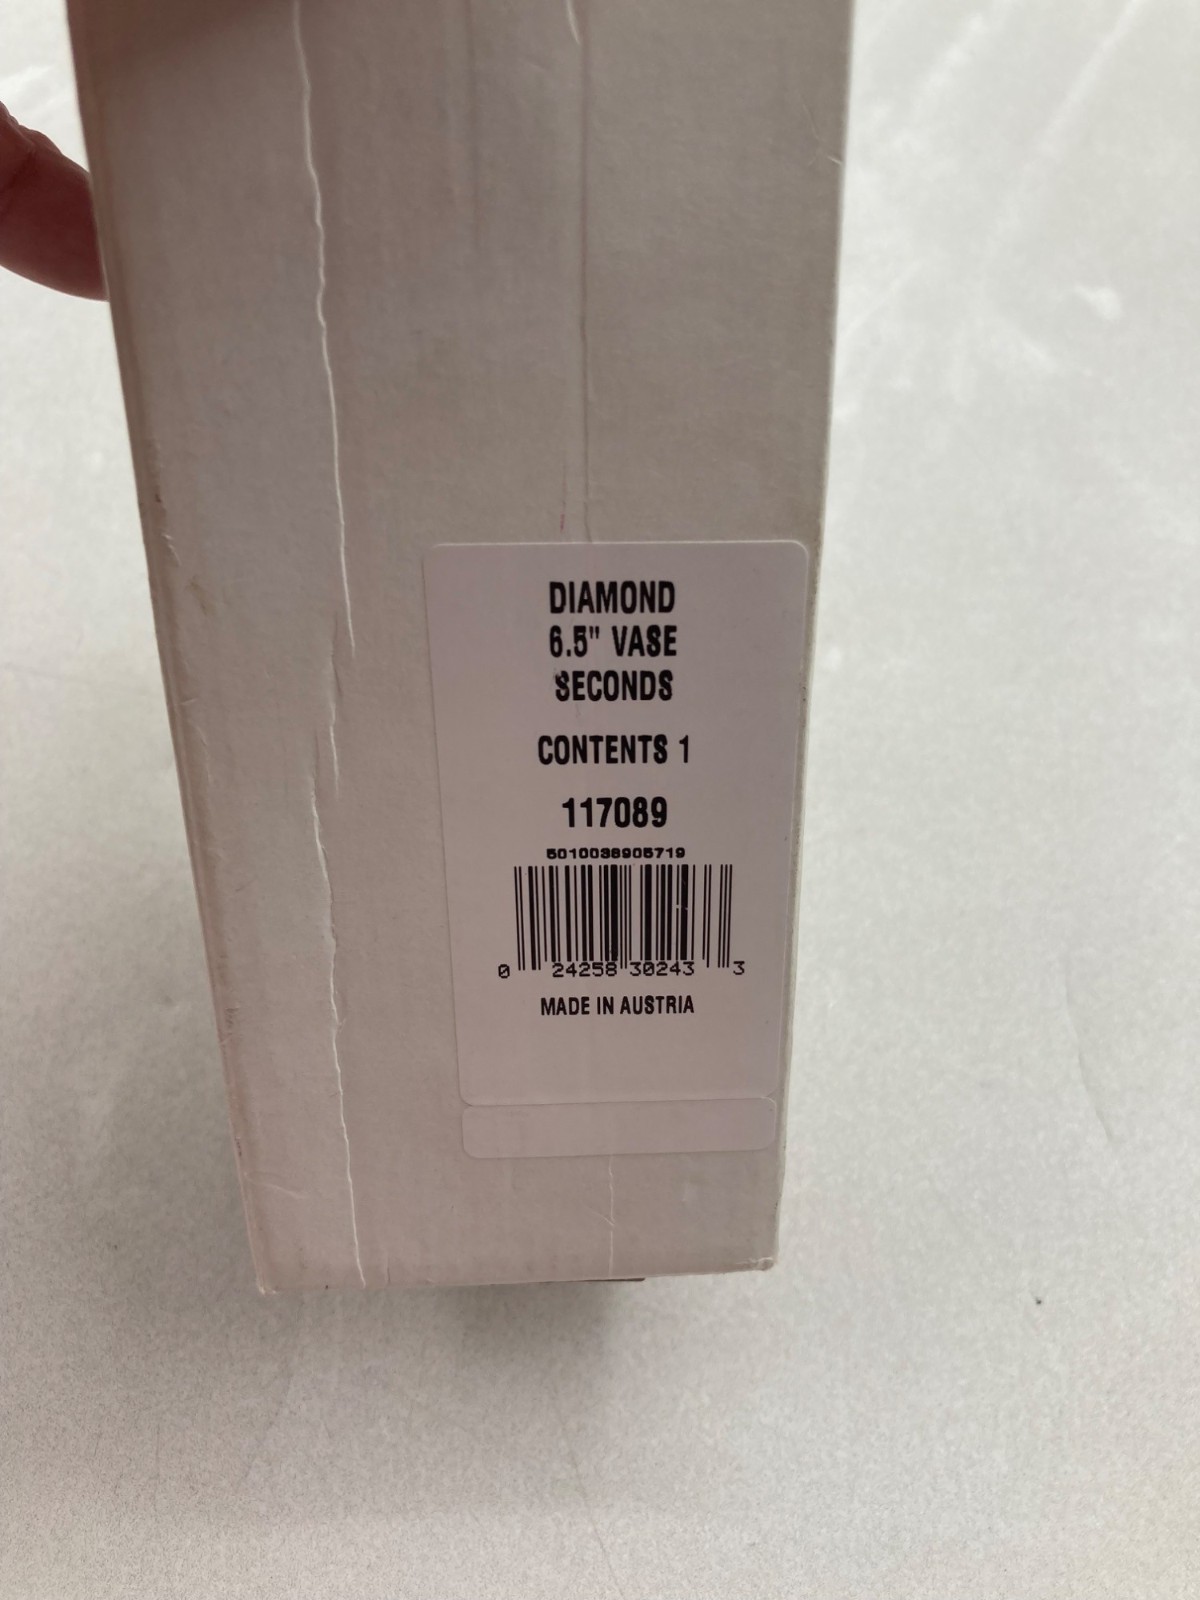 DIAMOND
6.5" VASE
SECONDS
CONTENTS 1
117089
5010038905719
0 24258 30243 3
MADE IN AUSTRIA